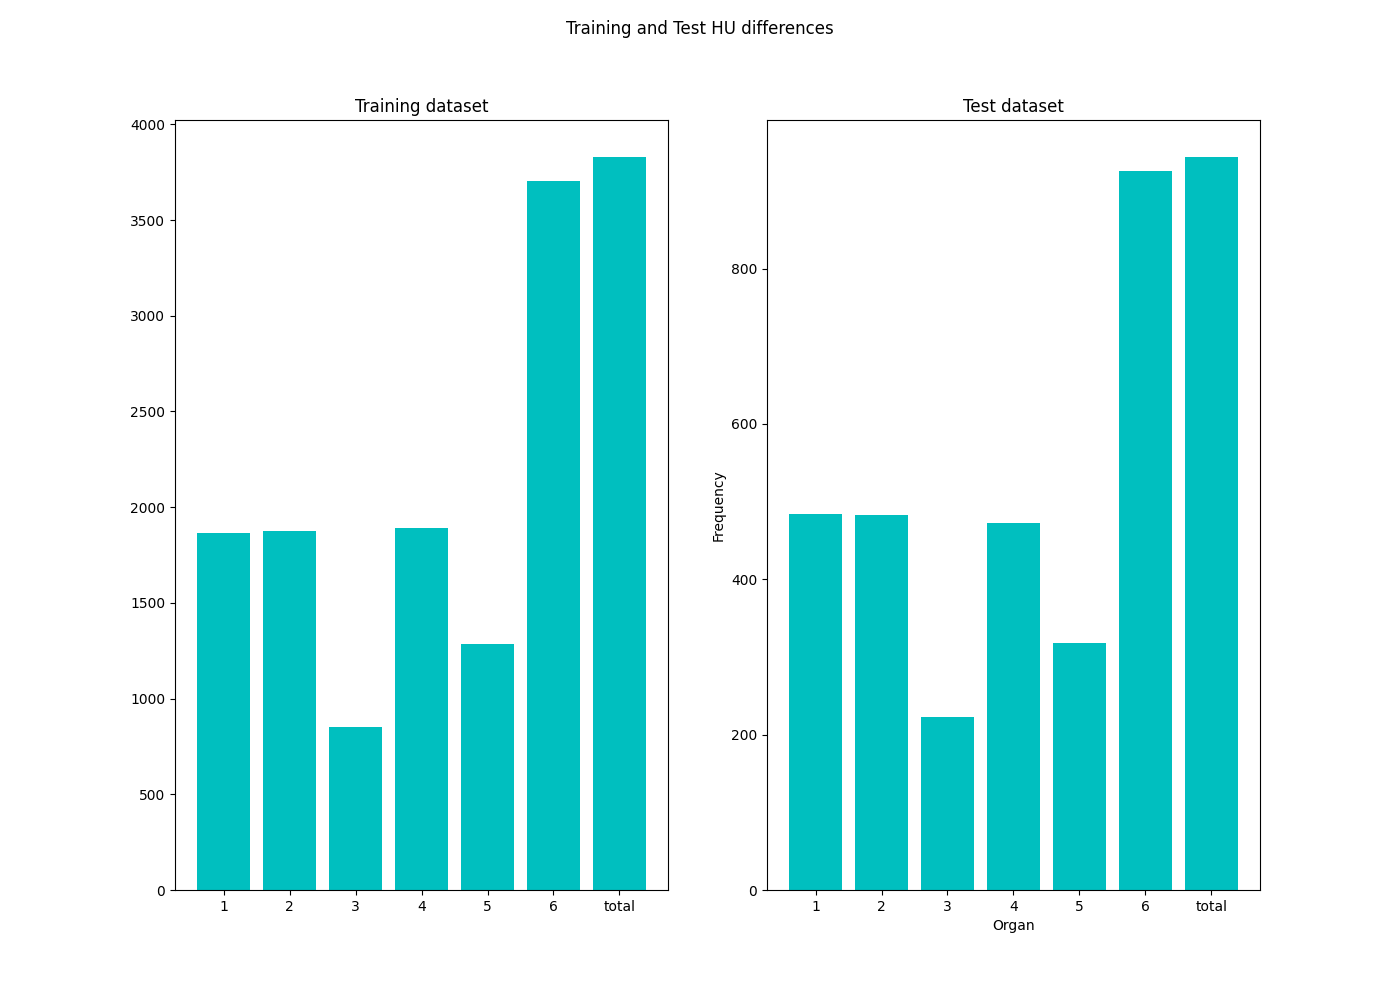 Training and Test HU differences
Training dataset
4000
3500
3000
2500
2000
1500
1000
500
0
1 2 3 4 5 6 total
Test dataset
800
600
400
200
0
Frequency
1 2 3 4 5 6 total
Organ